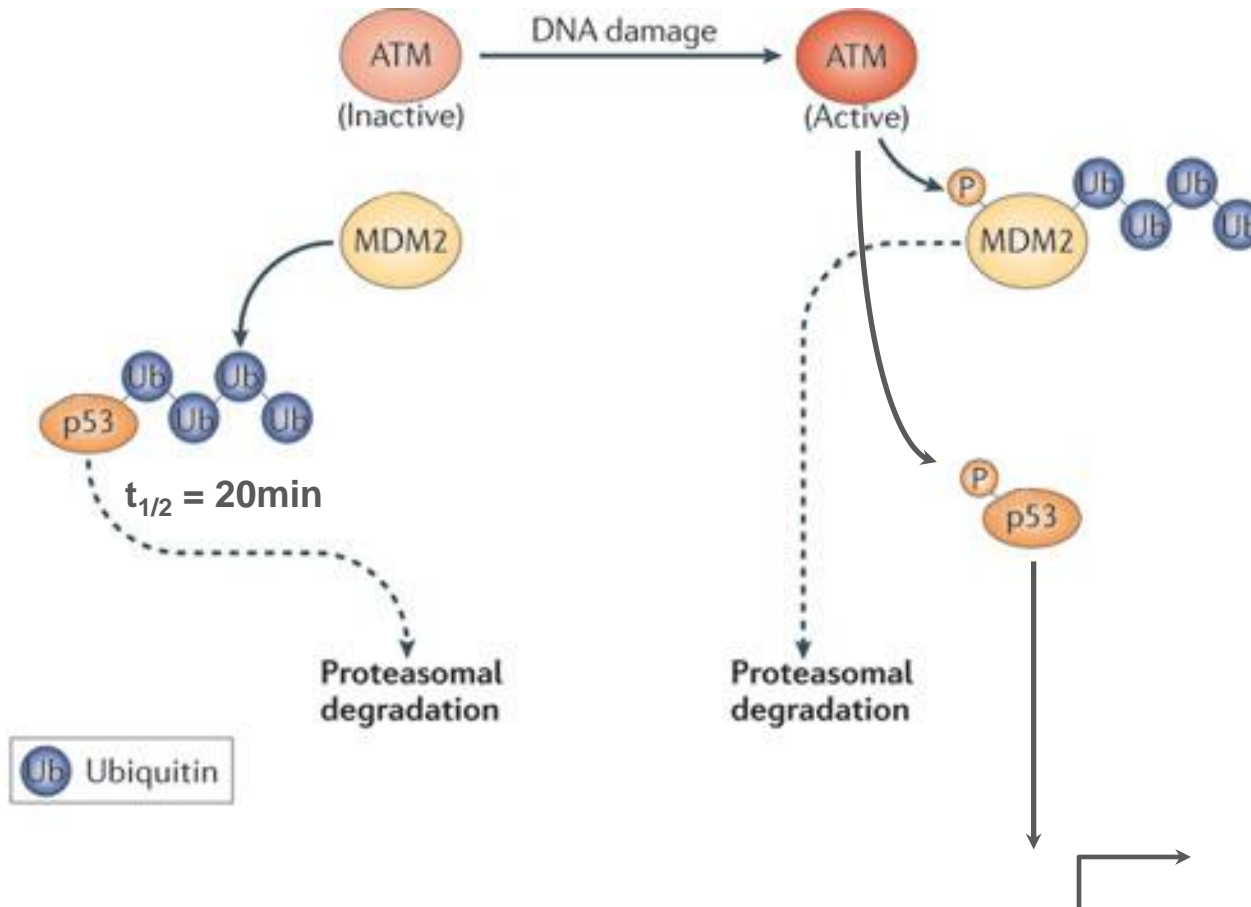 DNA damage
ATM
(Inactive)
ATM
(Active)
MDM2
P
MDM2
Ub
Ub
Ub
Ub
p53
Ub
Ub
Ub
Ub
t1/2 = 20min
P
p53
Proteasomal
degradation
Proteasomal
degradation
Ub Ubiquitin